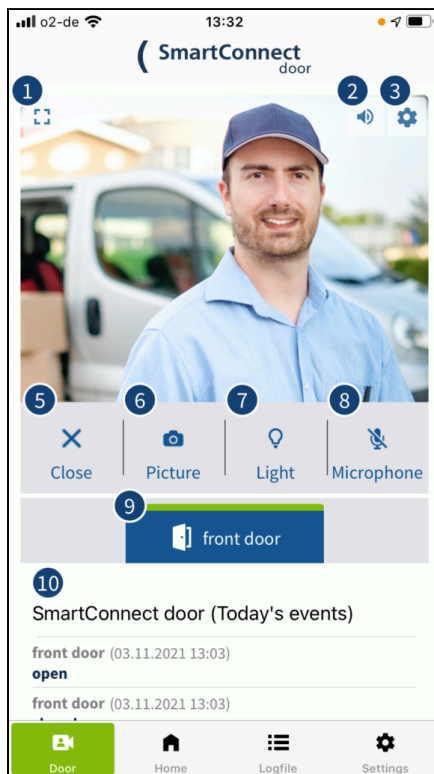 o2-de 13:32
SmartConnect
door
1 2 3
5 6 7 8
Close Picture Light Microphone
9
front door
10
SmartConnect door (Today's events)
front door (03.11.2021 13:03)
open
front door (03.11.2021 13:03)
Door Home Logfile Settings